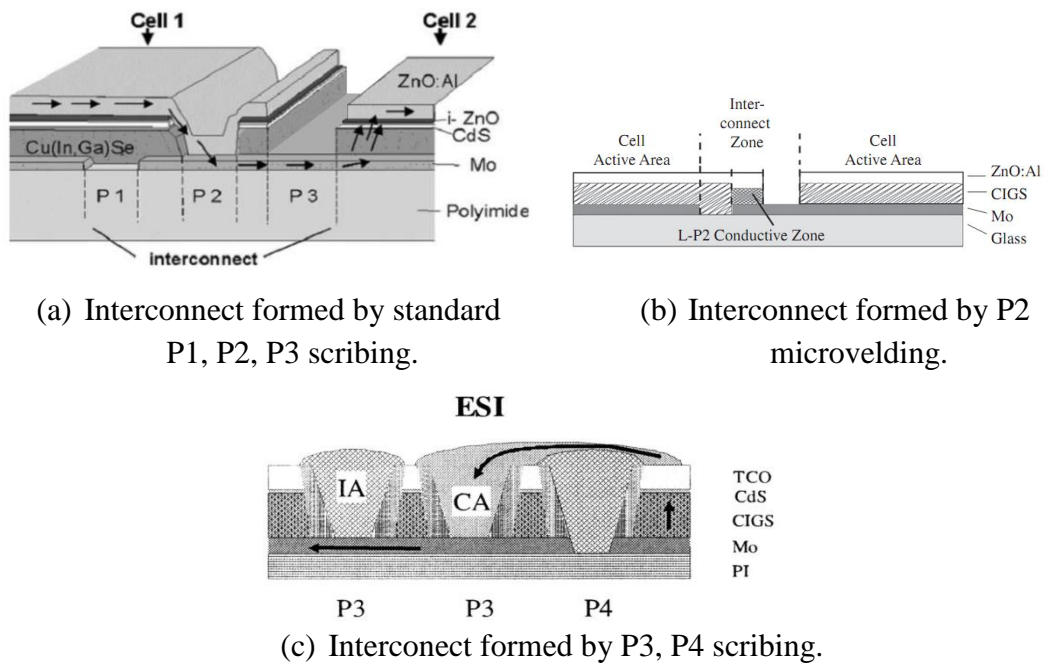 Cell 1
Cell 2
ZnO:Al
i- ZnO
CdS
Cu(In,Ga)Se
Mo
P 1
P 2
P 3
Polyimide
interconnect
Inter-
connect
Zone
Cell
Active Area
Cell
Active Area
ZnO:Al
CIGS
Mo
Glass
L-P2 Conductive Zone
(a) Interconnect formed by standard
P1, P2, P3 scribing.
(b) Interconnect formed by P2
microvelding.
ESI
IA
CA
TCO
CdS
CIGS
Mo
PI
P3
P3
P4
(c) Interconect formed by P3, P4 scribing.